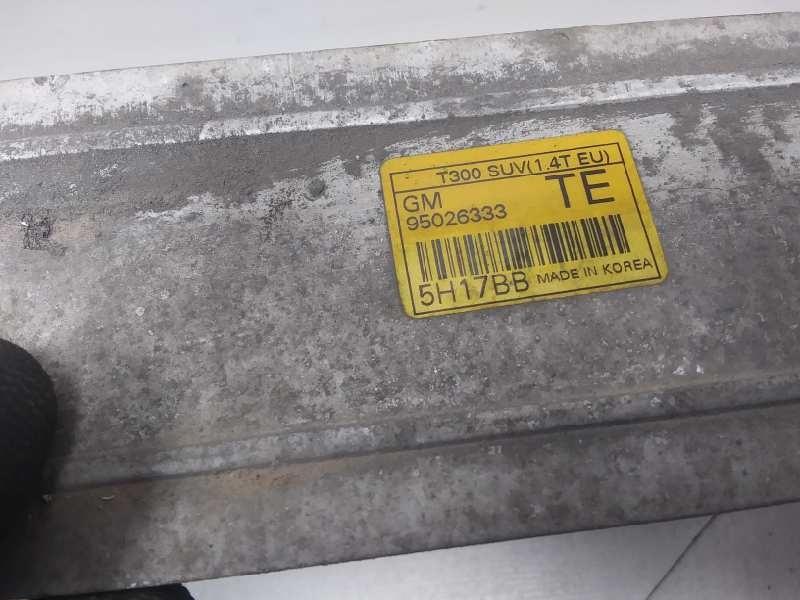 T300 SUV(1.4T EU)
GM TE
95026333
5H17BB MADE IN KOREA